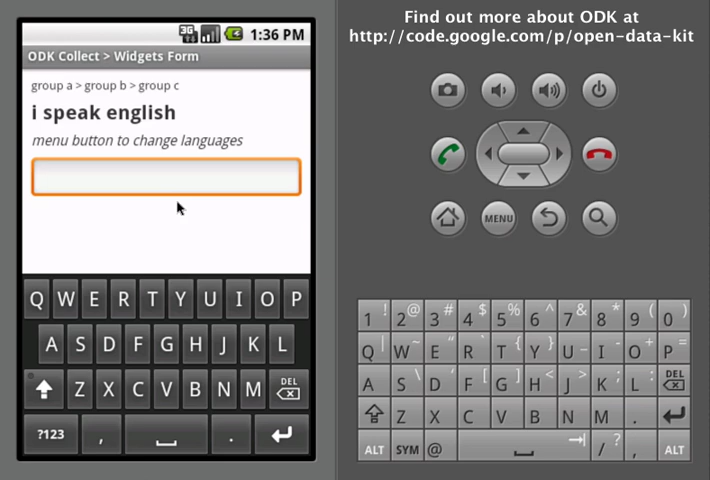 3G 1:36 PM
ODK Collect > Widgets Form
group a > group b > group c
i speak english
menu button to change languages
Q W E R T Y U I O P
A S D F G H J K L
Z X C V B N M DEL
?123 , .
Find out more about ODK at
http://code.google.com/p/open-data-kit
MENU
1 ! 2 @ 3 # 4 $ 5 % 6 ^ 7 & 8 * 9 ( 0 )
Q | W ~ E " R ` T { Y } U _ I - O + P =
A S \ D ' F [ G ] H < J > K ; L : DEL
Z X C V B N M .
ALT SYM @ / ? , ALT